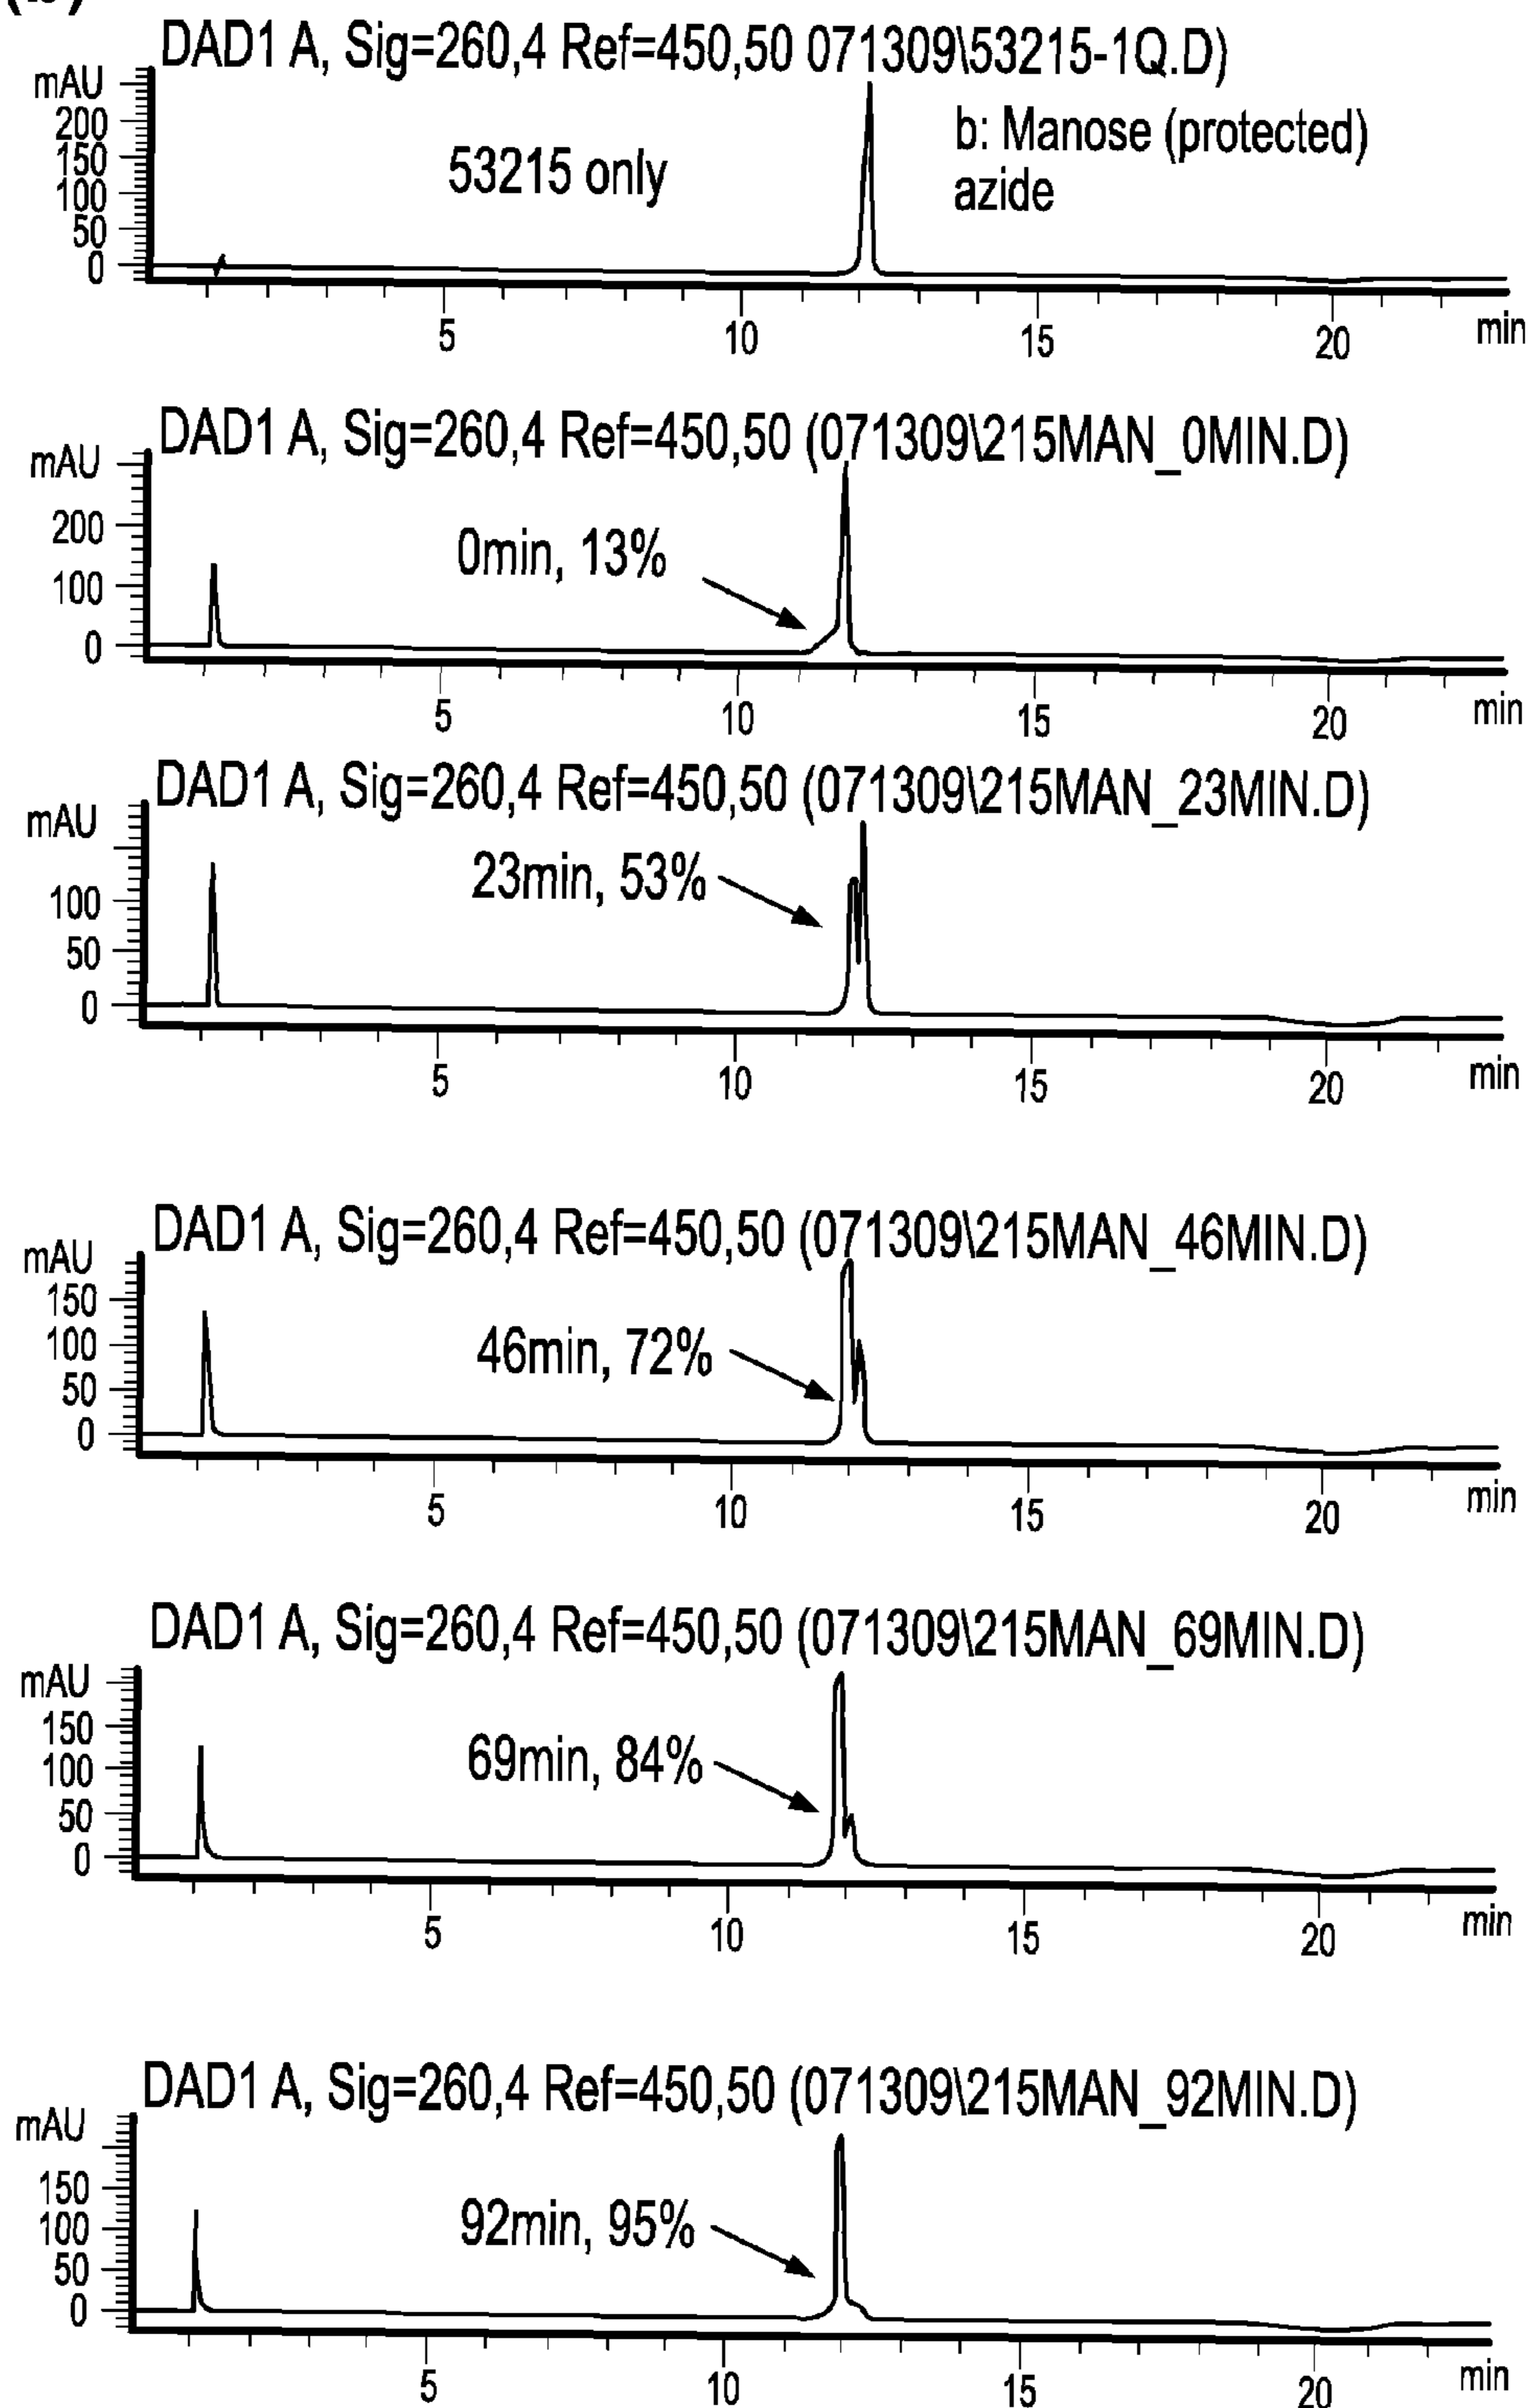 DAD1 A, Sig=260,4 Ref=450,50 071309\53215-1Q.D)
mAU
200
150
100
50
0
53215 only
b: Manose (protected)
azide
5
10
15
20
min
DAD1 A, Sig=260,4 Ref=450,50 (071309\215MAN_0MIN.D)
mAU
200
100
0
0min, 13%
5
10
15
20
min
DAD1 A, Sig=260,4 Ref=450,50 (071309\215MAN_23MIN.D)
mAU
100
50
0
23min, 53%
5
10
15
20
min
DAD1 A, Sig=260,4 Ref=450,50 (071309\215MAN_46MIN.D)
mAU
150
100
50
0
46min, 72%
5
10
15
20
min
DAD1 A, Sig=260,4 Ref=450,50 (071309\215MAN_69MIN.D)
mAU
150
100
50
0
69min, 84%
5
10
15
20
min
DAD1 A, Sig=260,4 Ref=450,50 (071309\215MAN_92MIN.D)
mAU
150
100
50
0
92min, 95%
5
10
15
20
min